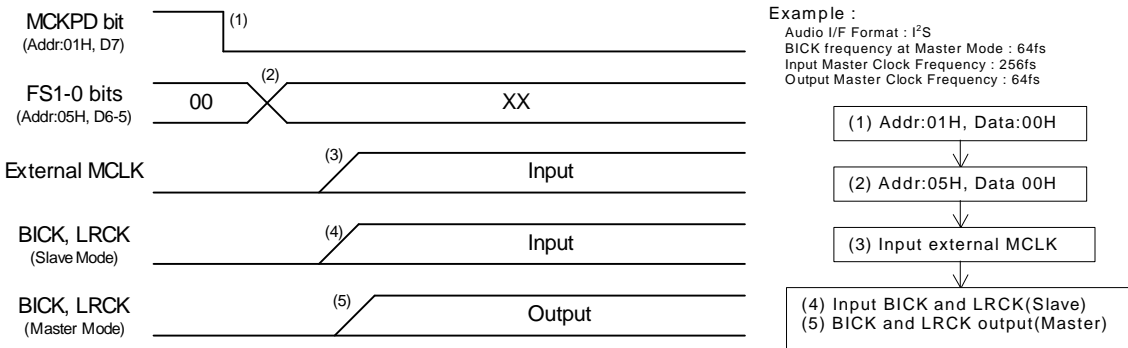 MCKPD bit
(Addr:01H, D7)
(1)
FS1-0 bits
(Addr:05H, D6-5)
00
(2)
XX
External MCLK
(3)
Input
BICK, LRCK
(Slave Mode)
(4)
Input
BICK, LRCK
(Master Mode)
(5)
Output
Example :
Audio I/F Format : I²S
BICK frequency at Master Mode : 64fs
Input Master Clock Frequency : 256fs
Output Master Clock Frequency : 64fs
(1) Addr:01H, Data:00H
(2) Addr:05H, Data 00H
(3) Input external MCLK
(4) Input BICK and LRCK(Slave)
(5) BICK and LRCK output(Master)